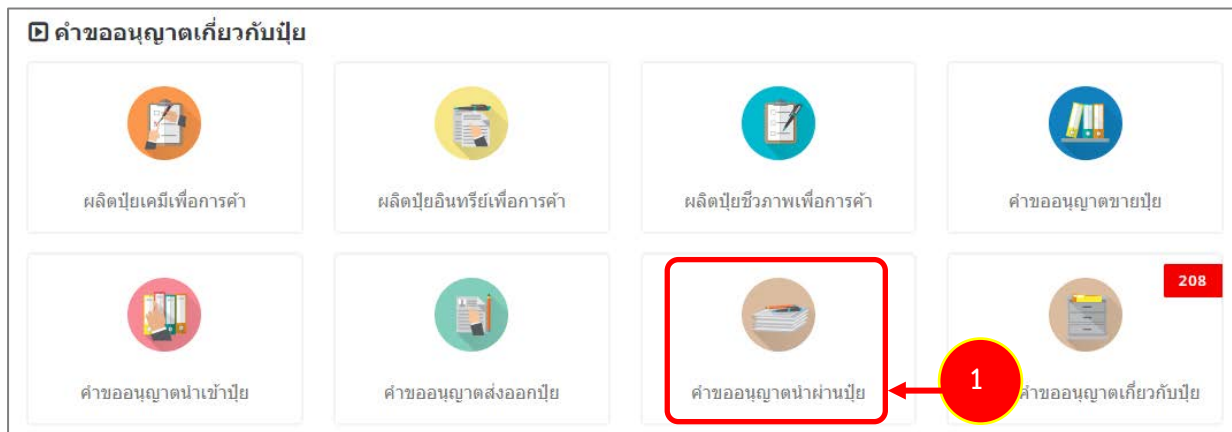 คำขออนุญาตเกี่ยวกับปุ๋ย
ผลิตปุ๋ยเคมีเพื่อการค้า
ผลิตปุ๋ยอินทรีย์เพื่อการค้า
ผลิตปุ๋ยชีวภาพเพื่อการค้า
คำขออนุญาตขายปุ๋ย
208
คำขออนุญาตนำเข้าปุ๋ย
คำขออนุญาตส่งออกปุ๋ย
คำขออนุญาตนำผ่านปุ๋ย
1
คำขออนุญาตเกี่ยวกับปุ๋ย